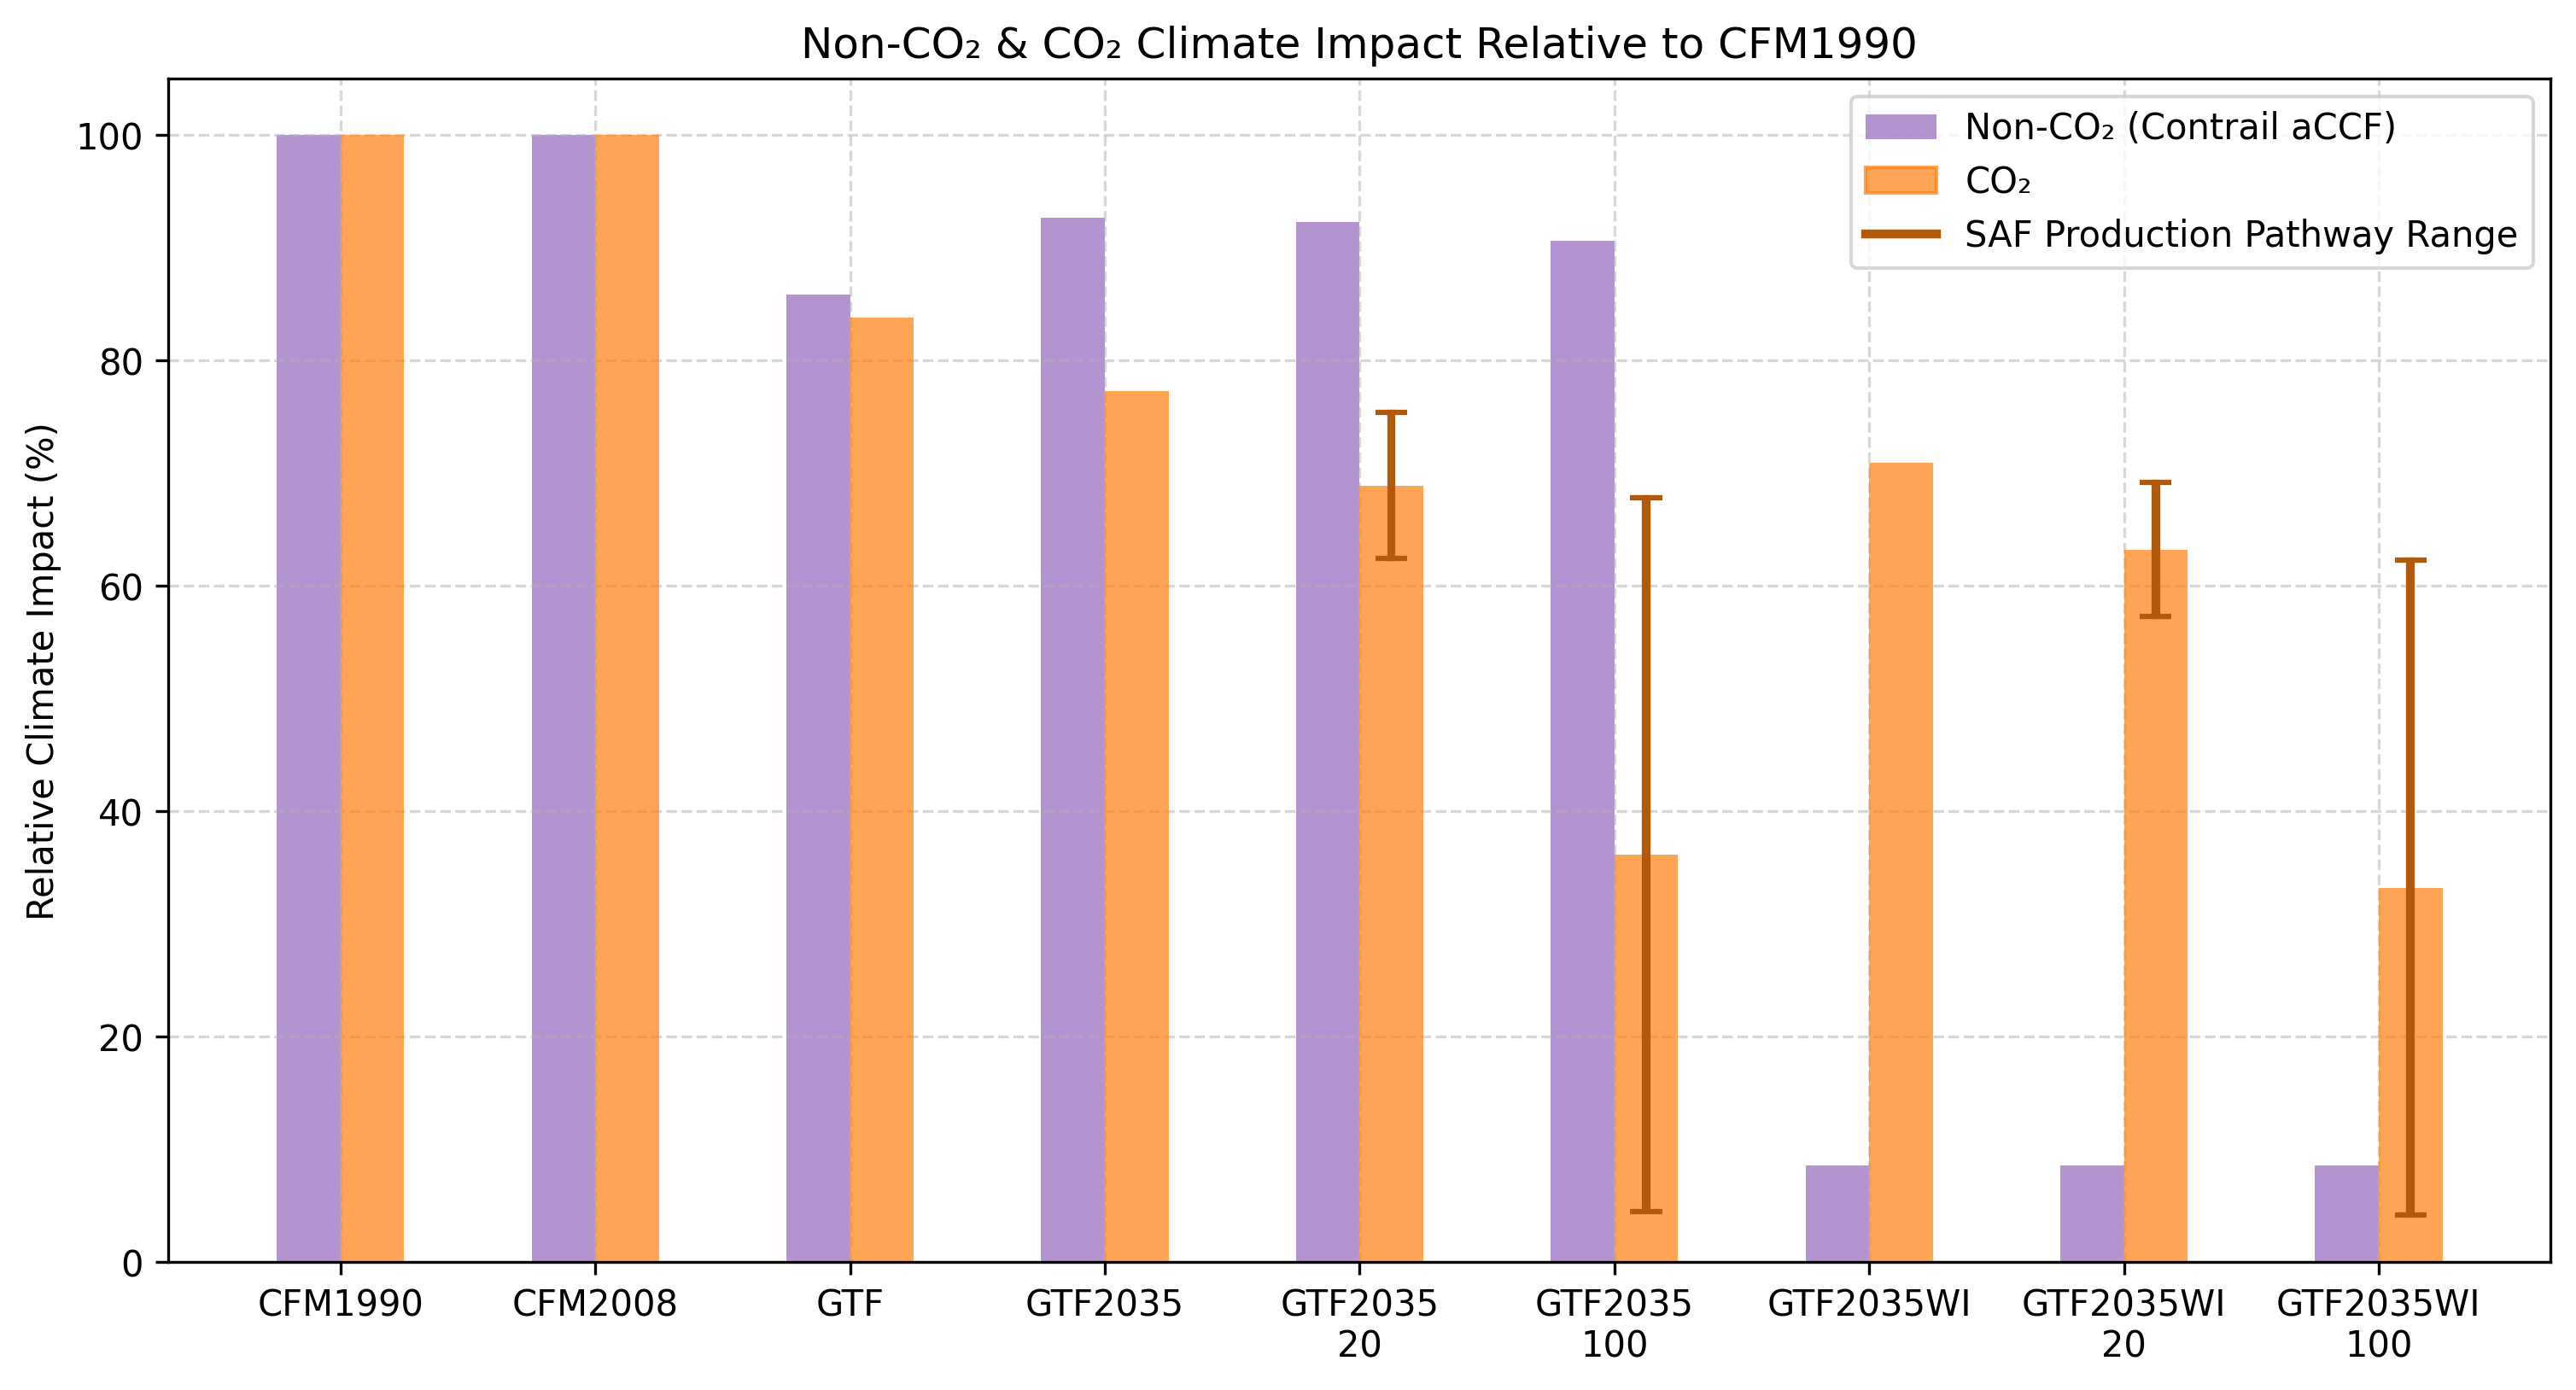 Non-CO₂ & CO₂ Climate Impact Relative to CFM1990
Non-CO₂ (Contrail aCCF)
CO₂
SAF Production Pathway Range
Relative Climate Impact (%)
100
80
60
40
20
0
CFM1990
CFM2008
GTF
GTF2035
GTF2035
20
GTF2035
100
GTF2035WI
GTF2035WI
20
GTF2035WI
100